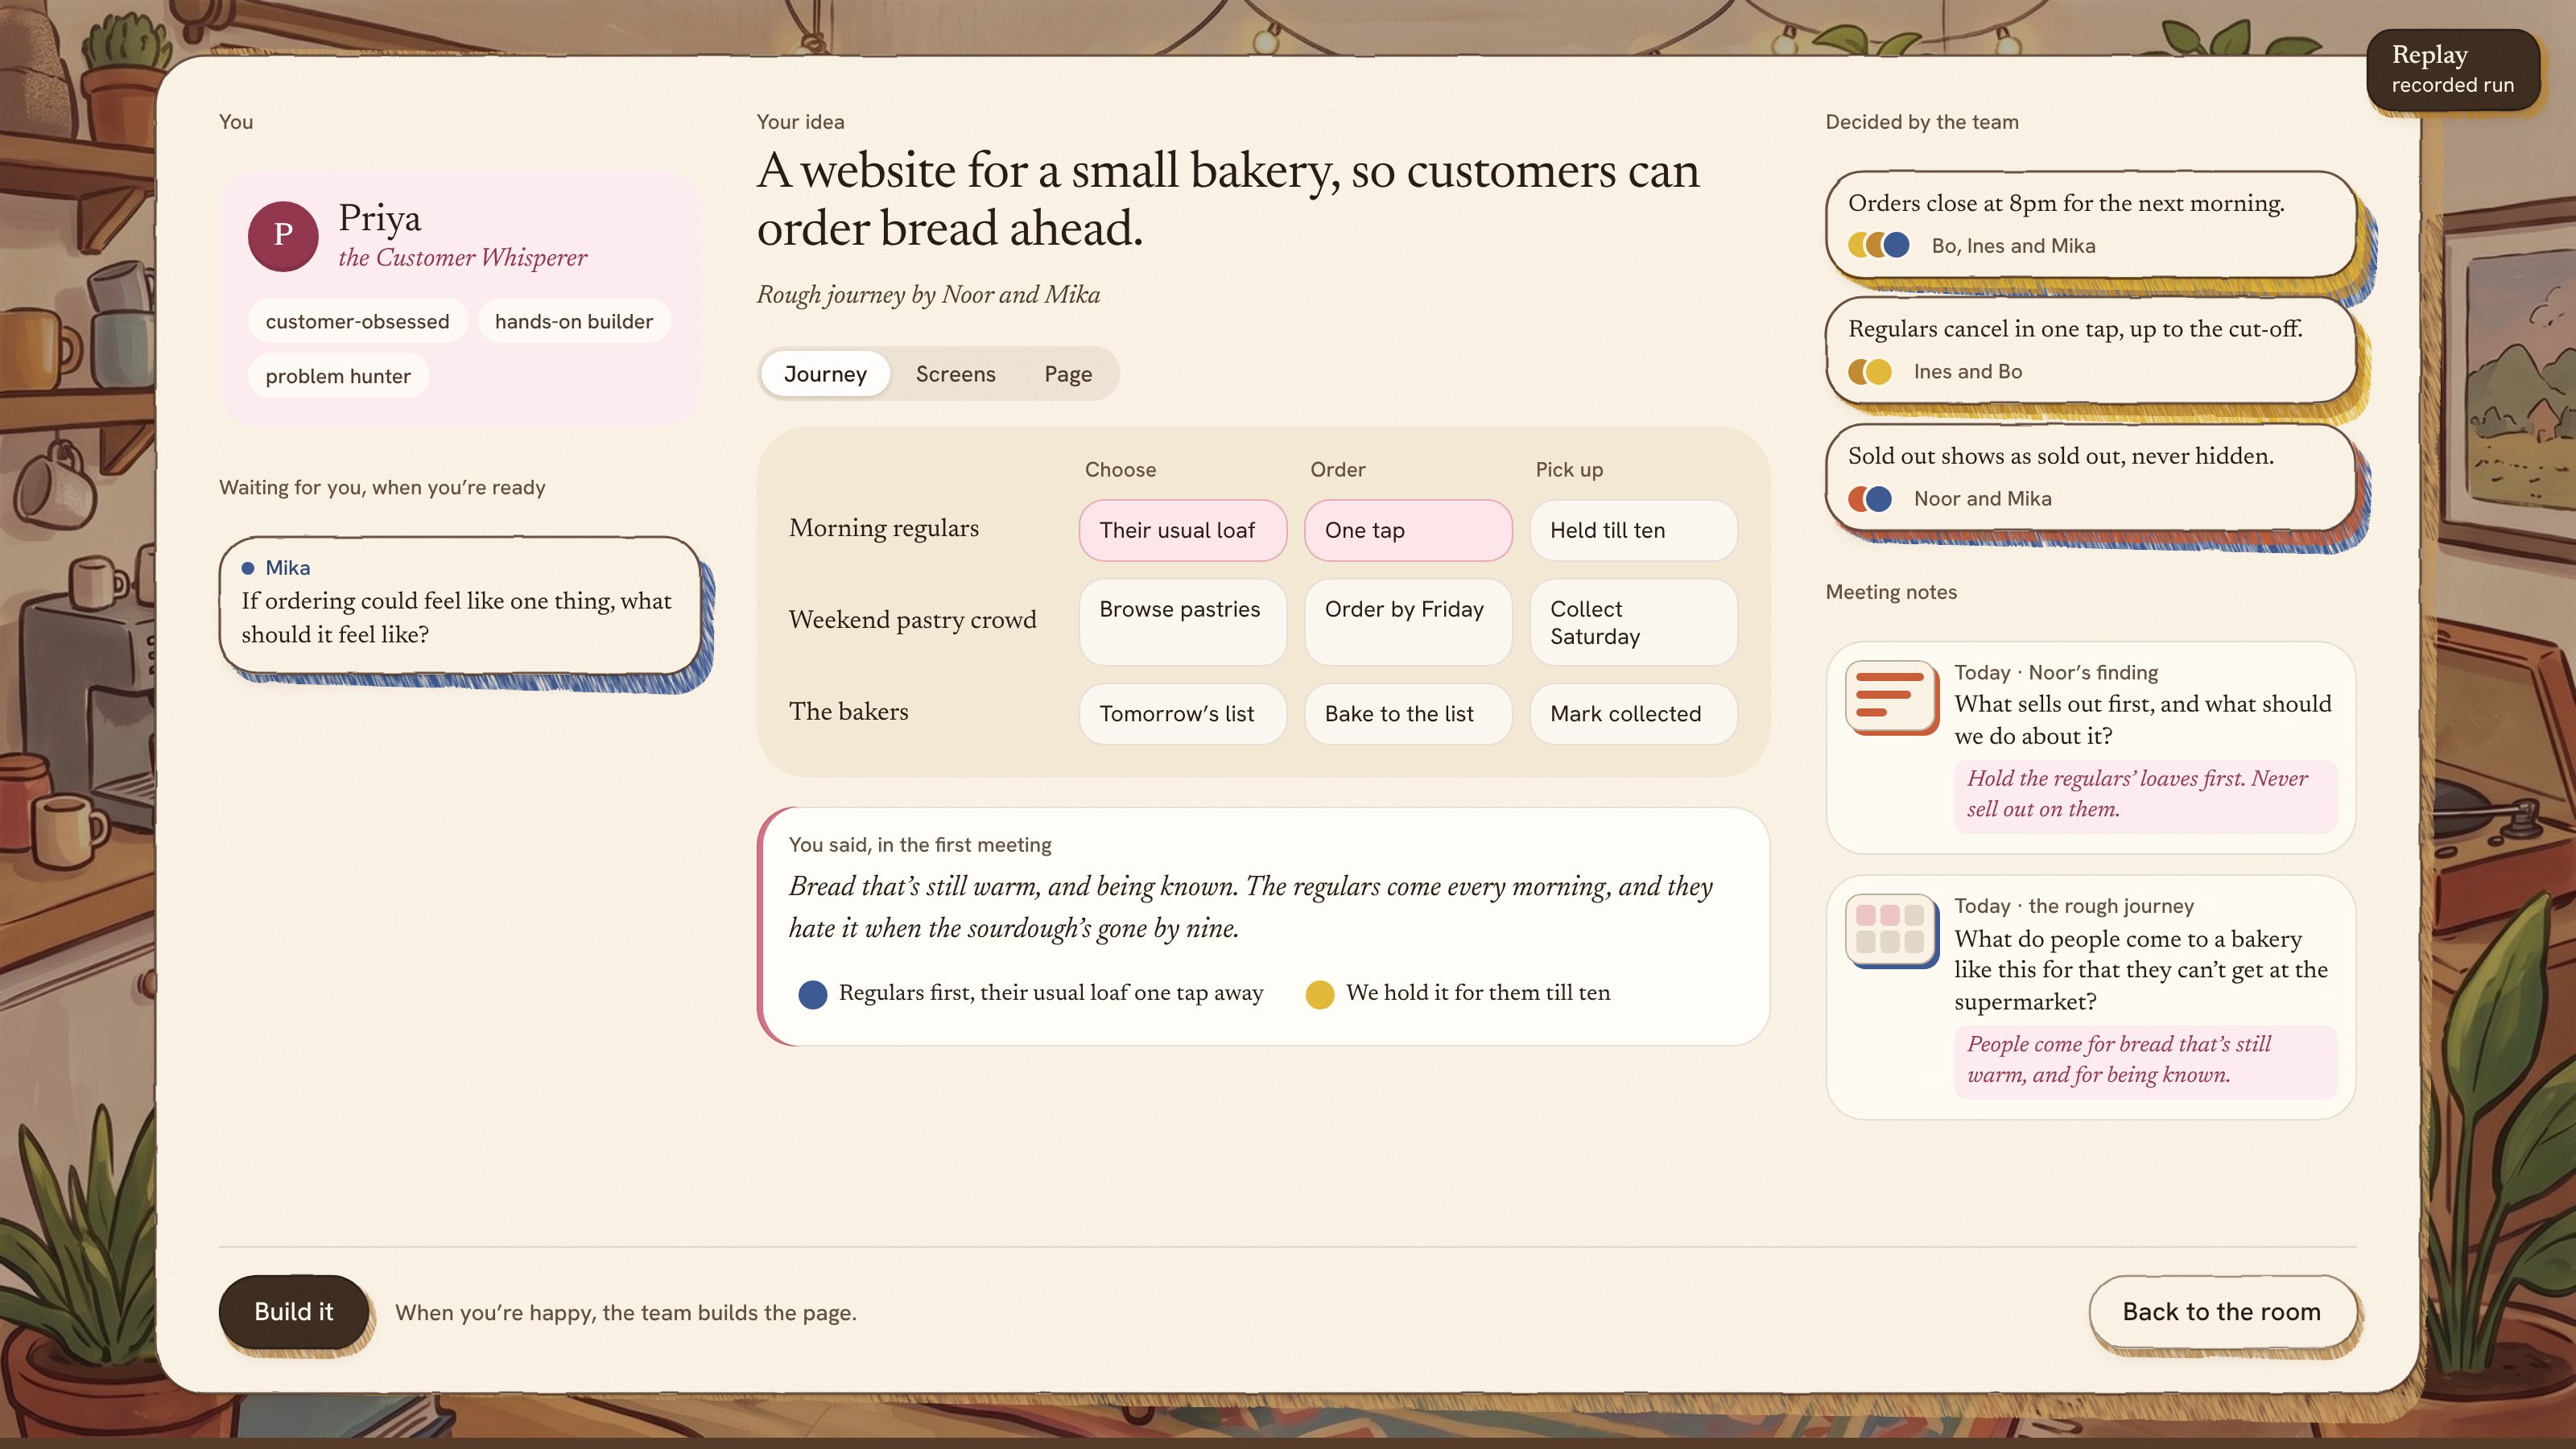 Replay
recorded run
You
P
Priya
the Customer Whisperer
customer-obsessed
hands-on builder
problem hunter
Waiting for you, when you’re ready
Mika
If ordering could feel like one thing, what
should it feel like?
Your idea
A website for a small bakery, so customers can
order bread ahead.
Rough journey by Noor and Mika
Journey
Screens
Page
Choose
Order
Pick up
Morning regulars
Their usual loaf
One tap
Held till ten
Weekend pastry crowd
Browse pastries
Order by Friday
Collect
Saturday
The bakers
Tomorrow’s list
Bake to the list
Mark collected
You said, in the first meeting
Bread that’s still warm, and being known. The regulars come every morning, and they
hate it when the sourdough’s gone by nine.
Regulars first, their usual loaf one tap away
We hold it for them till ten
Decided by the team
Orders close at 8pm for the next morning.
Bo, Ines and Mika
Regulars cancel in one tap, up to the cut-off.
Ines and Bo
Sold out shows as sold out, never hidden.
Noor and Mika
Meeting notes
Today · Noor’s finding
What sells out first, and what should
we do about it?
Hold the regulars’ loaves first. Never
sell out on them.
Today · the rough journey
What do people come to a bakery
like this for that they can’t get at the
supermarket?
People come for bread that’s still
warm, and for being known.
Build it
When you’re happy, the team builds the page.
Back to the room